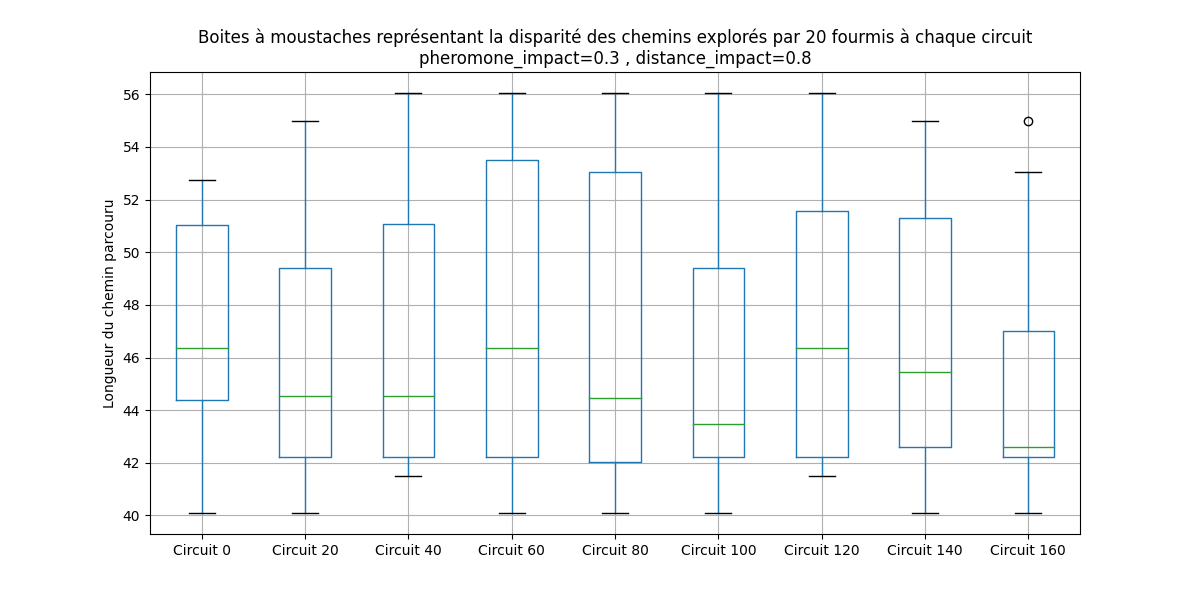 Boites à moustaches représentant la disparité des chemins explorés par 20 fourmis à chaque circuit
pheromone_impact=0.3 , distance_impact=0.8
56
54
52
50
48
46
44
42
40
Longueur du chemin parcouru
Circuit 0 Circuit 20 Circuit 40 Circuit 60 Circuit 80 Circuit 100 Circuit 120 Circuit 140 Circuit 160